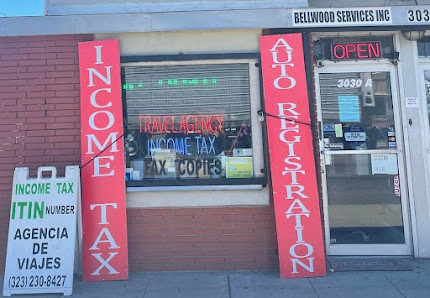 BELLWOOD SERVICES INC
303
OPEN
3030 A
INCOME TAX
TRAVEL AGENCY
INCOME TAX
FAX COPIES
AUTO REGISTRATION
INCOME TAX
ITIN NUMBER
AGENCIA
DE
VIAJES
(323) 230-8427